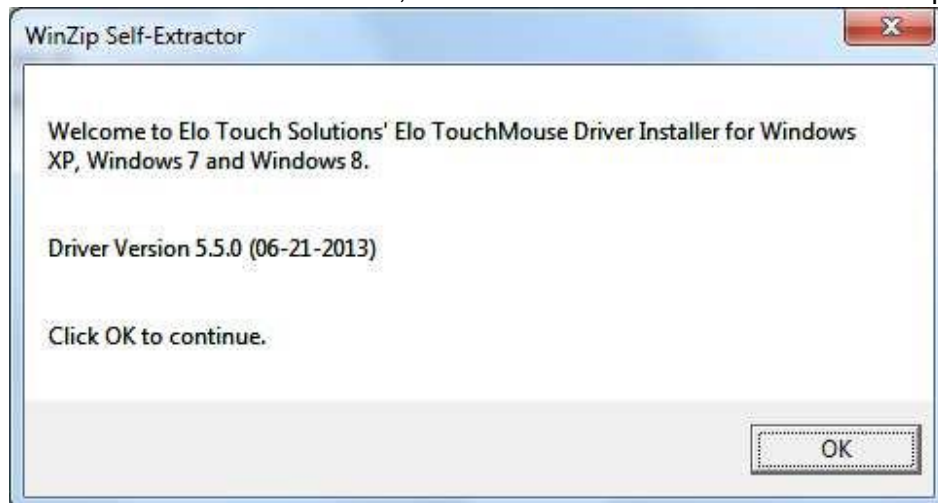 WinZip Self-Extractor
Welcome to Elo Touch Solutions' Elo TouchMouse Driver Installer for Windows
XP, Windows 7 and Windows 8.
Driver Version 5.5.0 (06-21-2013)
Click OK to continue.
OK